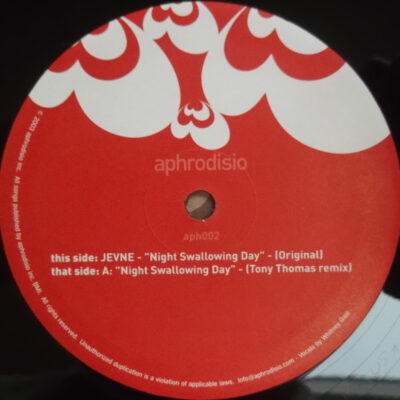 aphrodisio
aph002
this side: JEVNE - "Night Swallowing Day" - (Original)
that side: A: "Night Swallowing Day" - (Tony Thomas remix)
© 2003 aphrodisio inc. All songs published by aphrodisio inc. BMI. All rights reserved. Unauthorized duplication is a violation of applicable laws. info@aphrodisio.com - Vocals by Whitney Gold